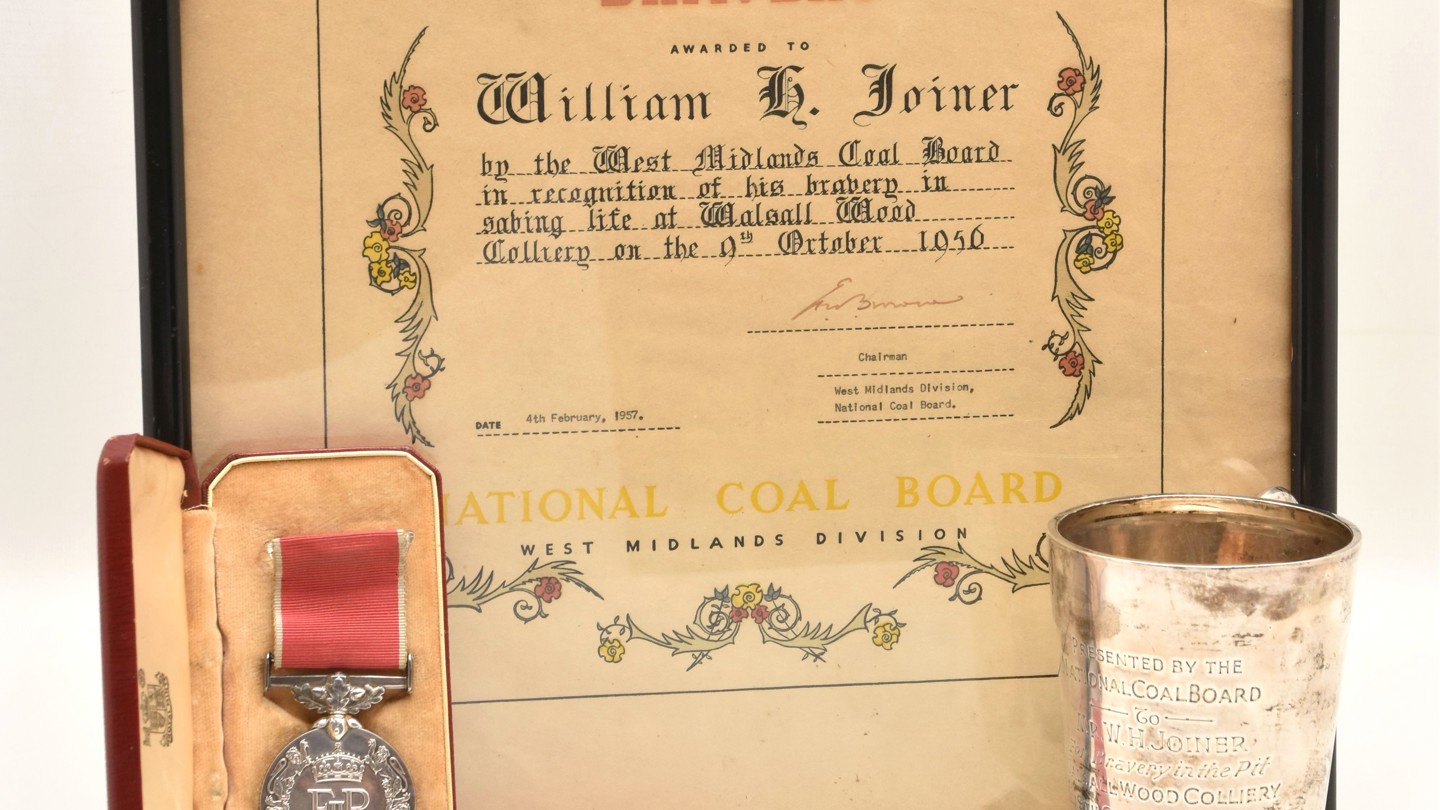 AWARDED TO
William H. Joiner
by the West Midlands Coal Board
in recognition of his bravery in
saving life at Walsall Wood
Colliery on the 9th October 1956
Chairman
West Midlands Division,
National Coal Board.
DATE 4th February, 1957.
NATIONAL COAL BOARD
WEST MIDLANDS DIVISION
PRESENTED BY THE
NATIONAL COAL BOARD
To
MR W.H. JOINER
Bravery in the Pit
WOOD COLLIERY